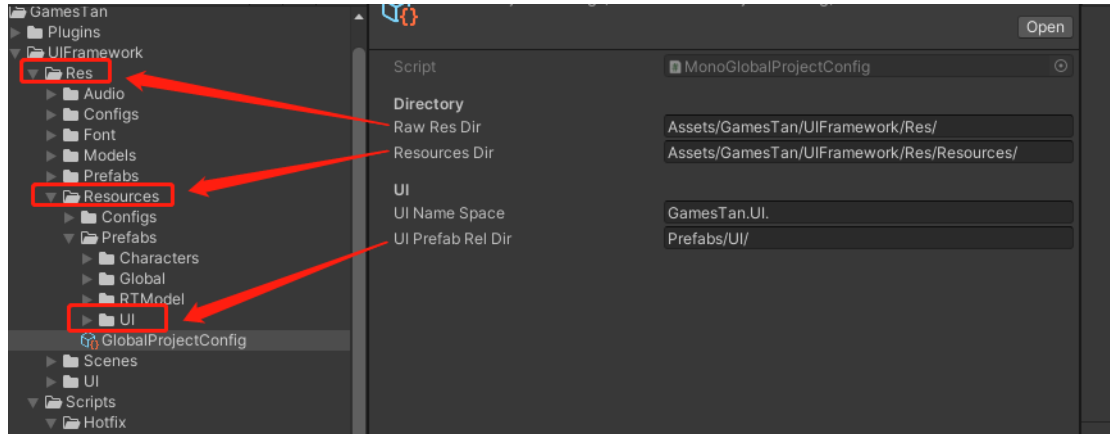 GamesTan
Plugins
UIFramework
Res
Audio
Configs
Font
Models
Prefabs
Resources
Configs
Prefabs
Characters
Global
RTModel
UI
GlobalProjectConfig
Scenes
UI
Scripts
Hotfix
Open
Script MonoGlobalProjectConfig
Directory
Raw Res Dir Assets/GamesTan/UIFramework/Res/
Resources Dir Assets/GamesTan/UIFramework/Res/Resources/
UI
UI Name Space GamesTan.UI.
UI Prefab Rel Dir Prefabs/UI/